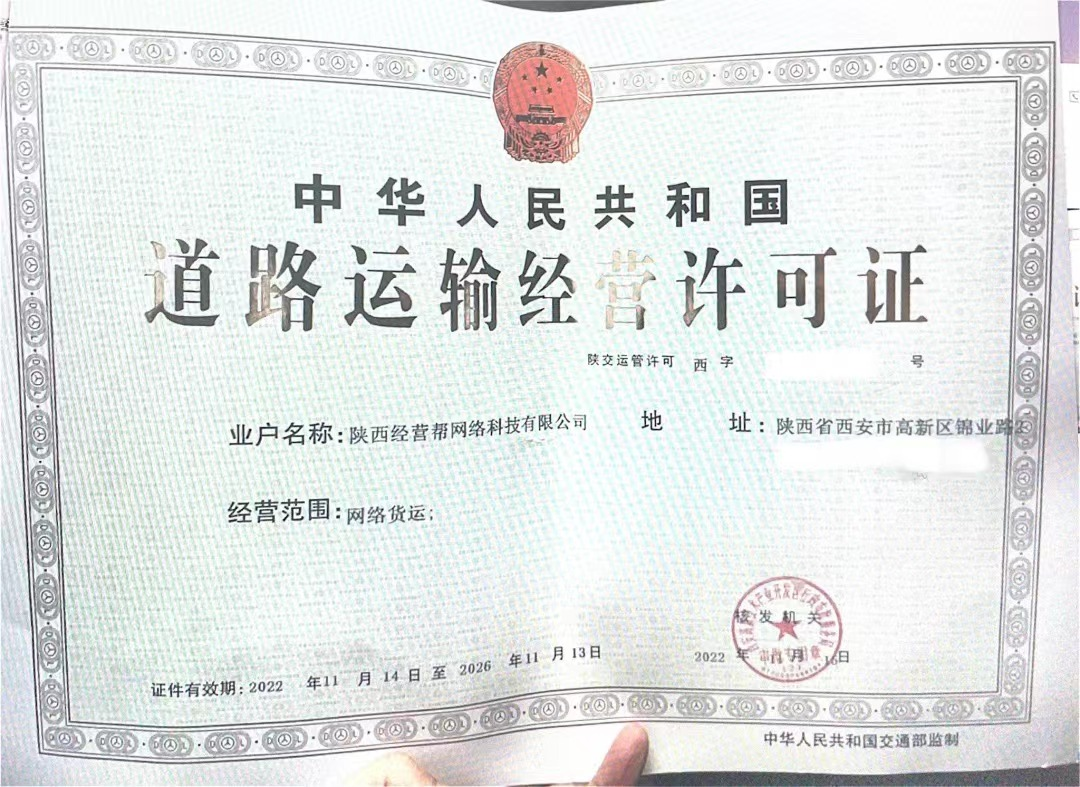 中华人民共和国
道路运输经营许可证
陕交运管许可 西 字 号
业户名称:陕西经营帮网络科技有限公司
地 址:陕西省西安市高新区锦业路
经营范围:网络货运;
核发机关
证件有效期:2022 年11 月 14 日 至 2026 年11 月 13日
2022 年 11 月 日
中华人民共和国交通部监制